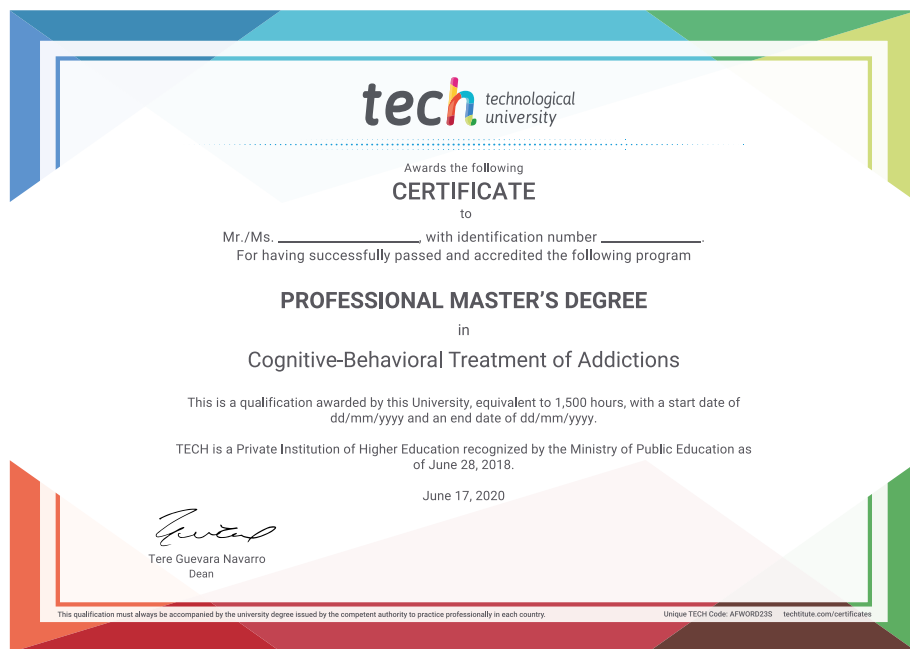 tech technological
university
Awards the following
CERTIFICATE
to
Mr./Ms. ____________________, with identification number ______________.
For having successfully passed and accredited the following program
PROFESSIONAL MASTER'S DEGREE
in
Cognitive-Behavioral Treatment of Addictions
This is a qualification awarded by this University, equivalent to 1,500 hours, with a start date of
dd/mm/yyyy and an end date of dd/mm/yyyy.
TECH is a Private Institution of Higher Education recognized by the Ministry of Public Education as
of June 28, 2018.
June 17, 2020
Tere Guevara Navarro
Dean
This qualification must always be accompanied by the university degree issued by the competent authority to practice professionally in each country.
Unique TECH Code: AFWORD23S techtitute.com/certificates